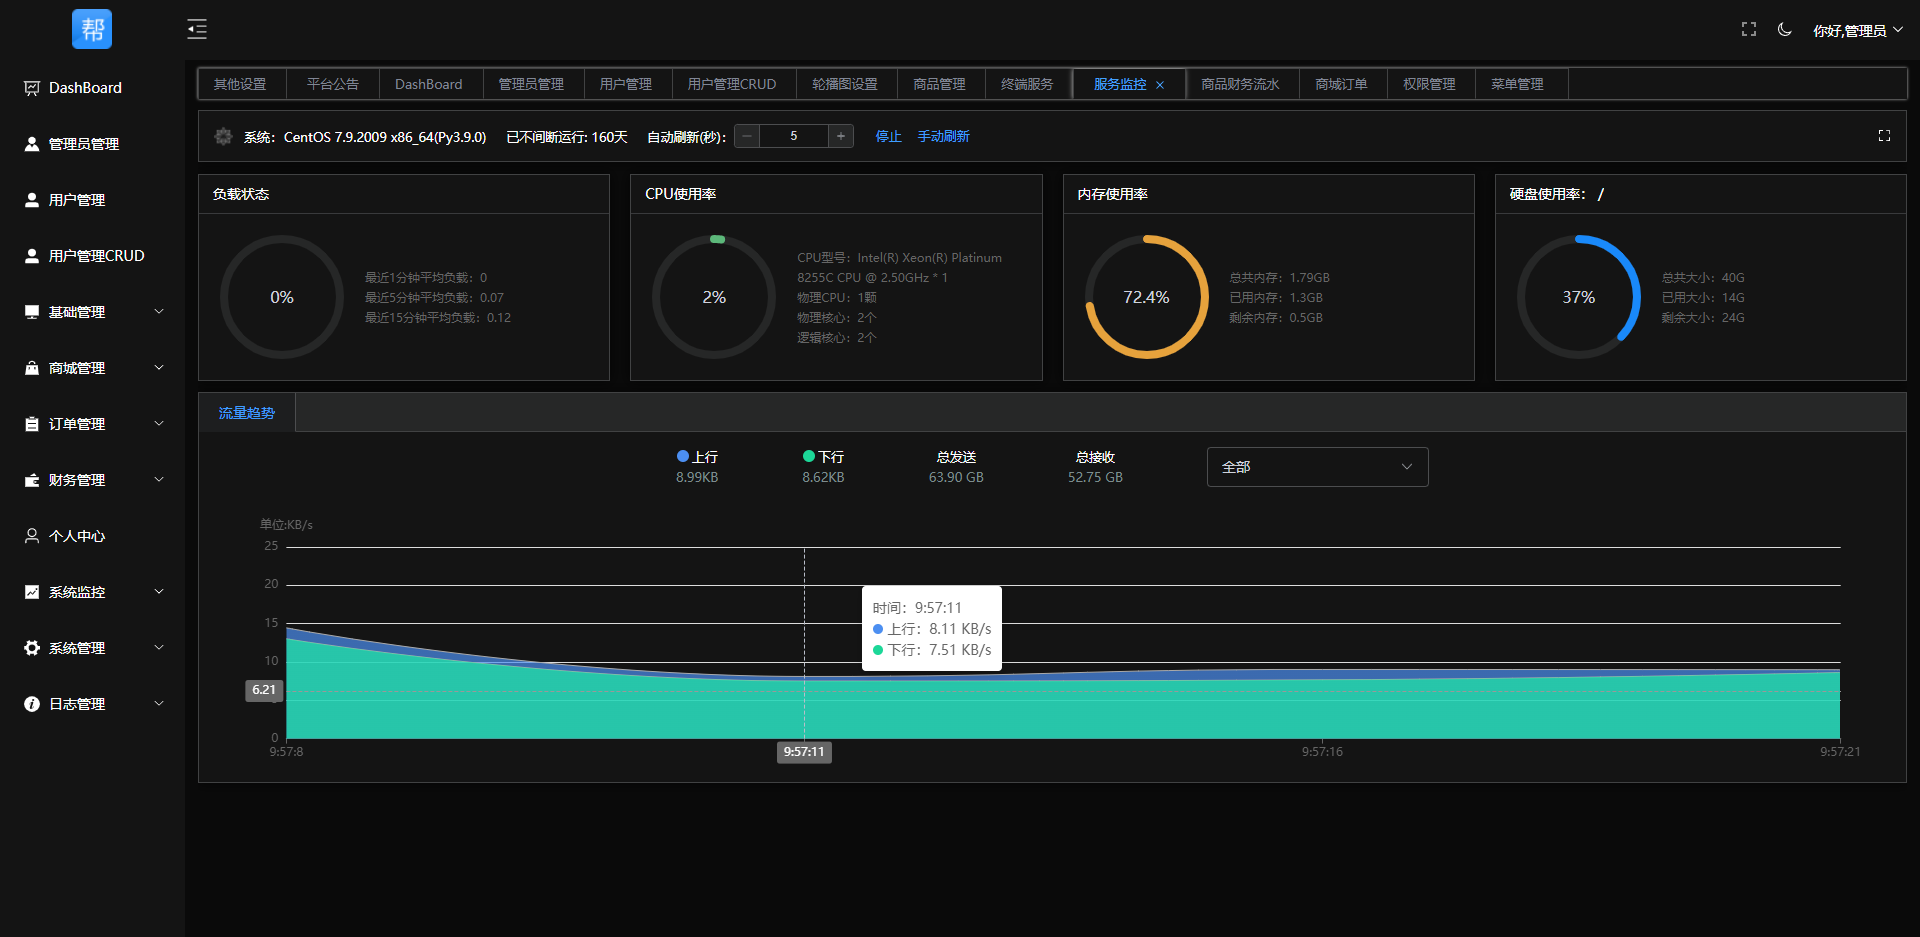 帮
你好,管理员
DashBoard
管理员管理
用户管理
用户管理CRUD
基础管理
商城管理
订单管理
财务管理
个人中心
系统监控
系统管理
日志管理
其他设置 平台公告 DashBoard 管理员管理 用户管理 用户管理CRUD 轮播图设置 商品管理 终端服务 服务监控 × 商品财务流水 商城订单 权限管理 菜单管理
系统：CentOS 7.9.2009 x86_64(Py3.9.0) 已不间断运行: 160天 自动刷新(秒)： − 5 + 停止 手动刷新
负载状态
0%
最近1分钟平均负载：0
最近5分钟平均负载：0.07
最近15分钟平均负载：0.12
CPU使用率
2%
CPU型号：Intel(R) Xeon(R) Platinum
8255C CPU @ 2.50GHz * 1
物理CPU：1颗
物理核心：2个
逻辑核心：2个
内存使用率
72.4%
总共内存：1.79GB
已用内存：1.3GB
剩余内存：0.5GB
硬盘使用率： /
37%
总共大小：40G
已用大小：14G
剩余大小：24G
流量趋势
上行 下行 总发送 总接收
8.99KB 8.62KB 63.90 GB 52.75 GB
全部
单位:KB/s
25
20
15
10
6.21
0
时间：9:57:11
上行：8.11 KB/s
下行：7.51 KB/s
9:57:8 9:57:11 9:57:16 9:57:21